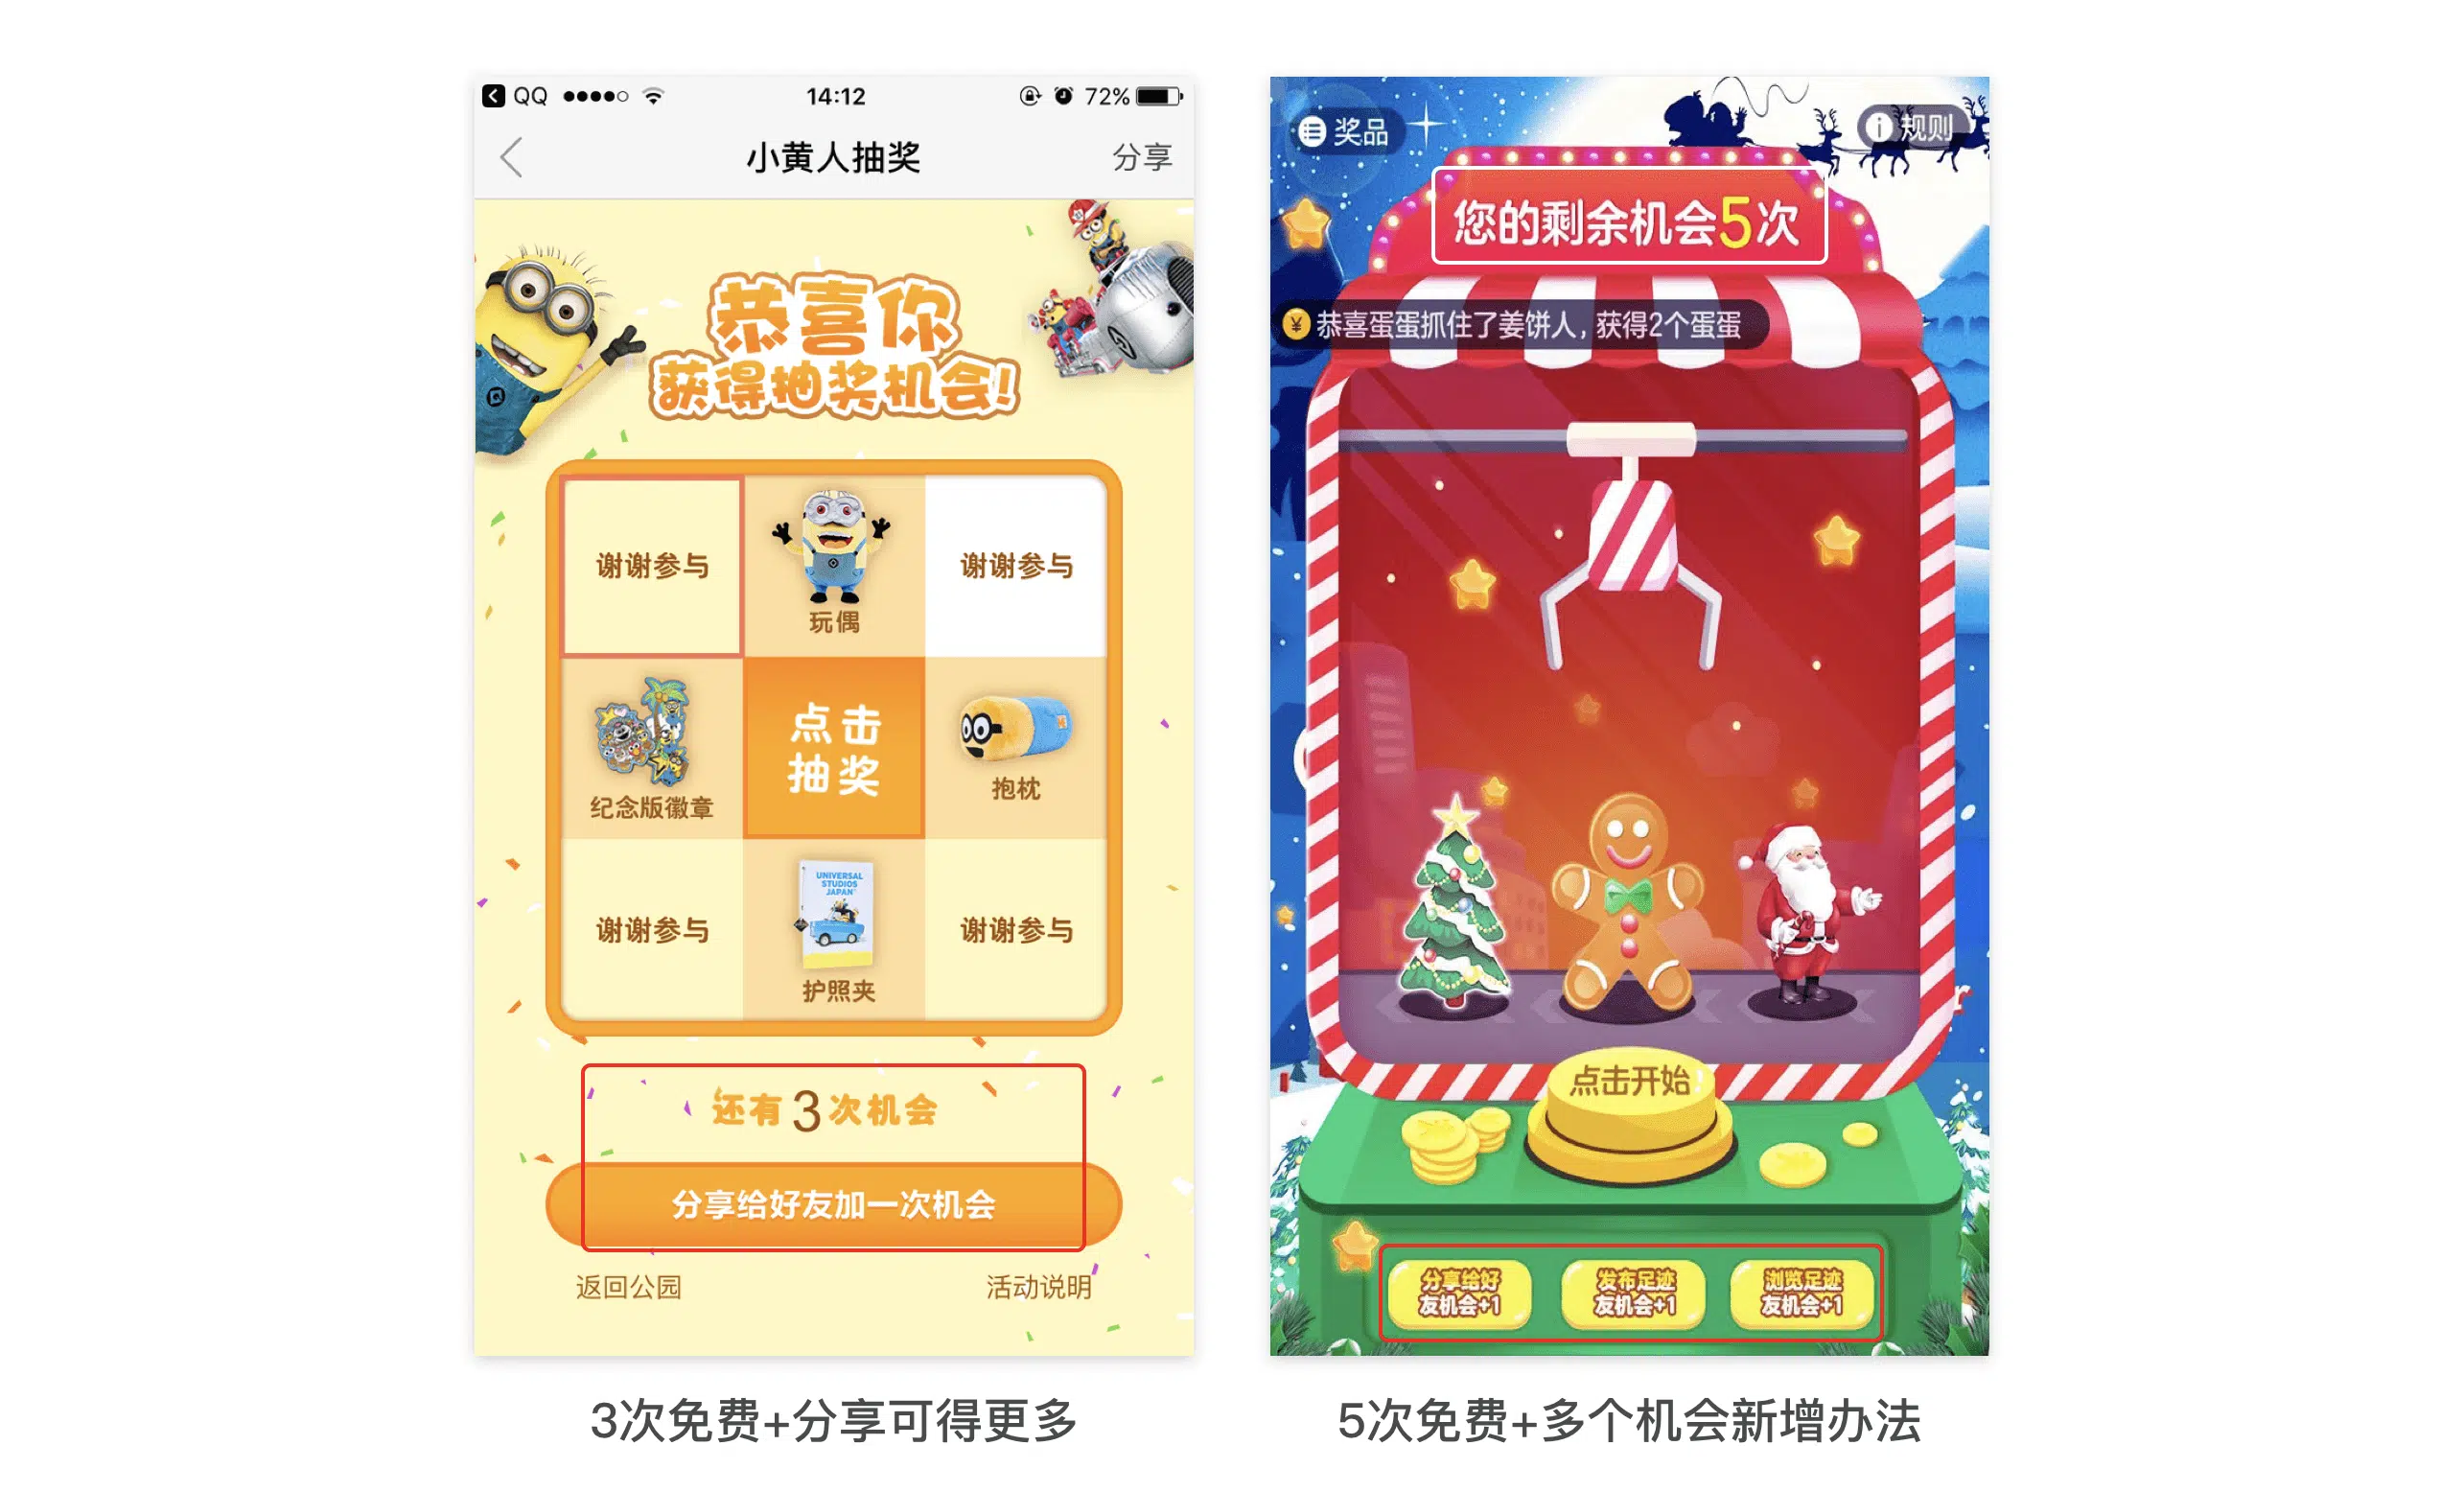 QQ
14:12
72%
小黄人抽奖
分享
恭喜你
获得抽奖机会!
谢谢参与
玩偶
谢谢参与
纪念版徽章
点击
抽奖
抱枕
谢谢参与
UNIVERSAL
STUDIOS
JAPAN
护照夹
谢谢参与
还有3次机会
分享给好友加一次机会
返回公园
活动说明
3次免费+分享可得更多
奖品
规则
您的剩余机会5次
恭喜蛋蛋抓住了姜饼人,获得2个蛋蛋
点击开始!
分享给好
友机会+1
发布足迹
友机会+1
浏览足迹
友机会+1
5次免费+多个机会新增办法